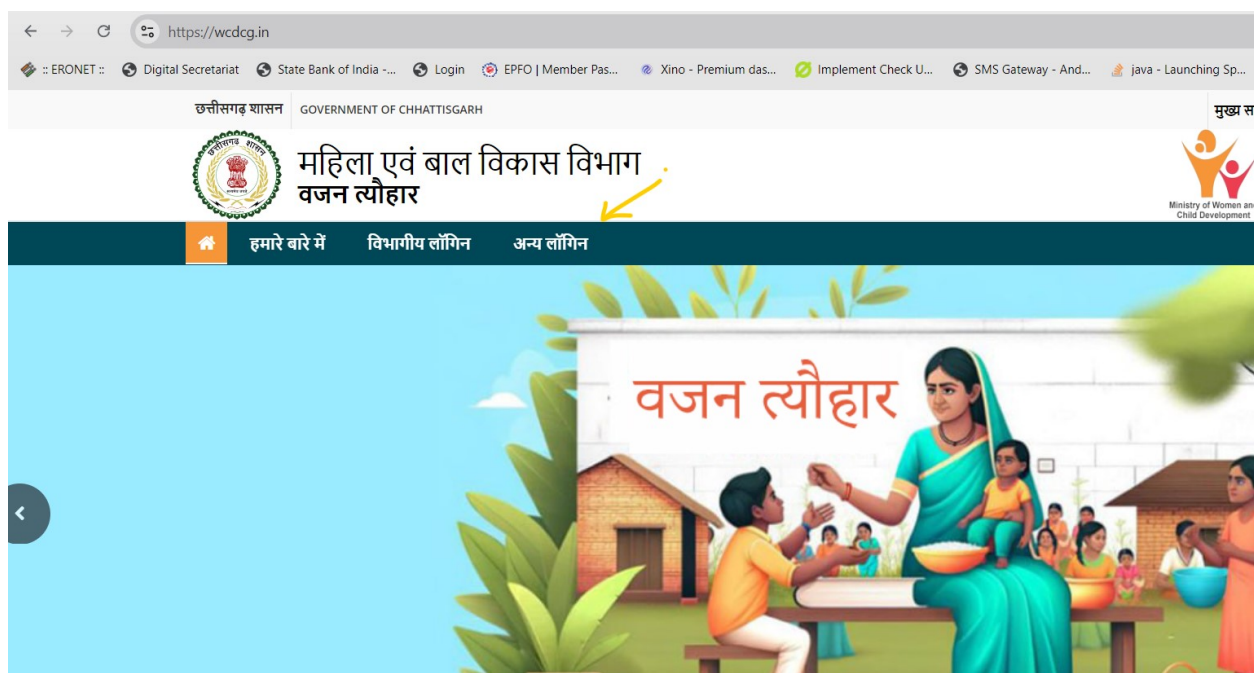 https://wcdcg.in
:: ERONET :: Digital Secretariat State Bank of India -... Login EPFO | Member Pas... Xino - Premium das... Implement Check U... SMS Gateway - And... java - Launching Sp...
छत्तीसगढ़ शासन GOVERNMENT OF CHHATTISGARH मुख्य स
महिला एवं बाल विकास विभाग
वजन त्यौहार
Ministry of Women an
Child Development
हमारे बारे में विभागीय लॉगिन अन्य लॉगिन
वजन त्यौहार